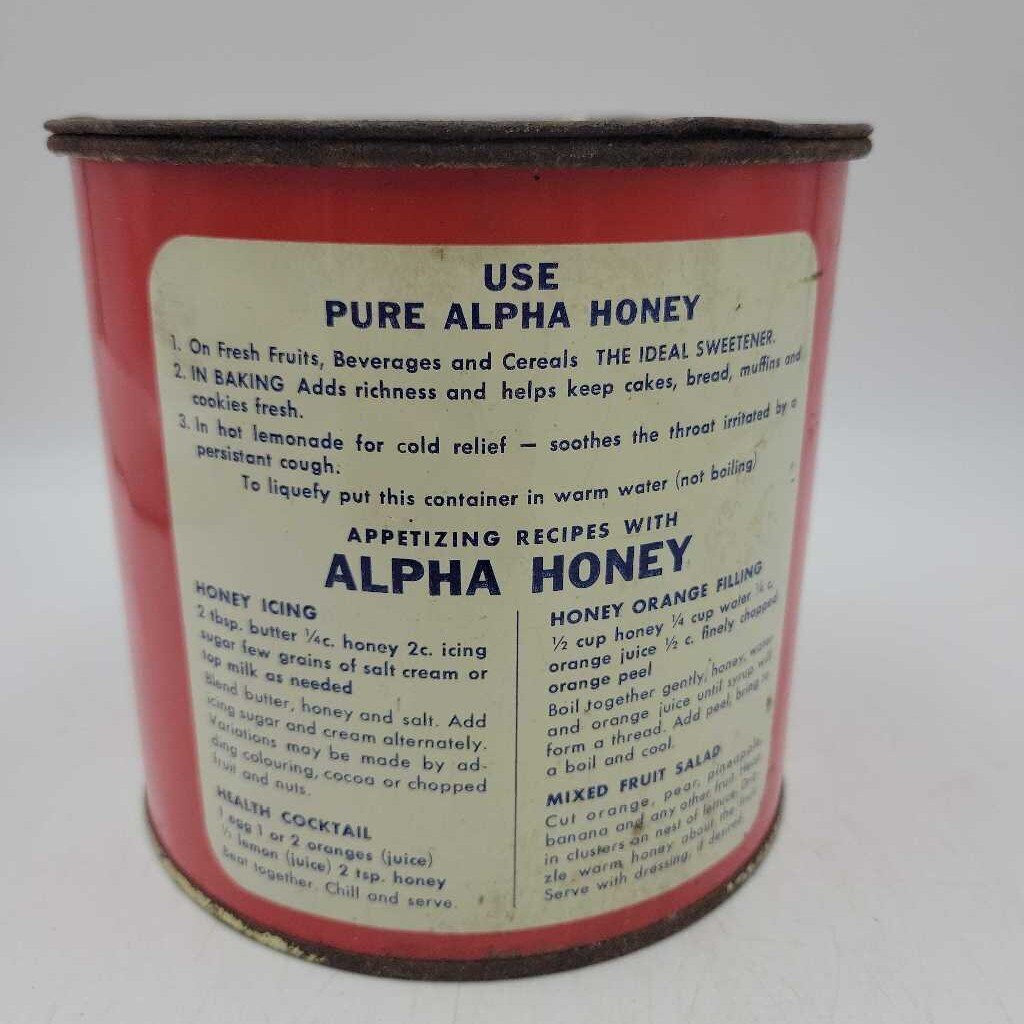 USE
PURE ALPHA HONEY
1. On Fresh Fruits, Beverages and Cereals THE IDEAL SWEETENER.
2. IN BAKING Adds richness and helps keep cakes, bread, muffins and
cookies fresh.
3. In hot lemonade for cold relief — soothes the throat irritated by a
persistant cough.
To liquefy put this container in warm water (not boiling)
APPETIZING RECIPES WITH
ALPHA HONEY
HONEY ICING
2 tbsp. butter ¼c. honey 2c. icing
sugar few grains of salt cream or
top milk as needed
Blend butter, honey and salt. Add
icing sugar and cream alternately.
Variations may be made by ad-
ding colouring, cocoa or chopped
fruit and nuts.
HEALTH COCKTAIL
1 egg 1 or 2 oranges (juice)
½ lemon (juice) 2 tsp. honey
Beat together. Chill and serve.
HONEY ORANGE FILLING
½ cup honey ¼ cup water ¼ c.
orange juice ½ c. finely chopped
orange peel
Boil together gently, honey, water
and orange juice until syrup will
form a thread. Add peel, bring to
a boil and cool.
MIXED FRUIT SALAD
Cut orange, pear, pineapple,
banana and any other fruit. Heap
in clusters on nest of lettuce. Driz-
zle warm honey about the fruit
Serve with dressing, if desired.